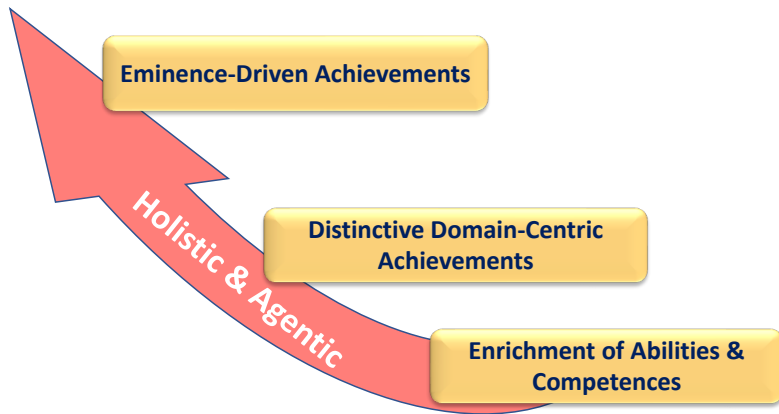 Eminence-Driven Achievements
Holistic & Agentic
Distinctive Domain-Centric
Achievements
Enrichment of Abilities &
Competences